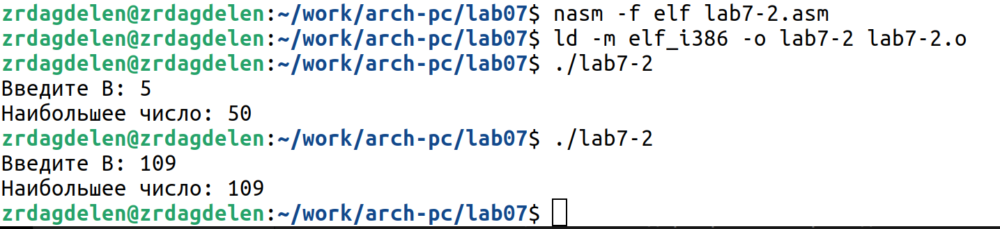 zrdagdelen@zrdagdelen:~/work/arch-pc/lab07$ nasm -f elf lab7-2.asm
zrdagdelen@zrdagdelen:~/work/arch-pc/lab07$ ld -m elf_i386 -o lab7-2 lab7-2.o
zrdagdelen@zrdagdelen:~/work/arch-pc/lab07$ ./lab7-2
Введите В: 5
Наибольшее число: 50
zrdagdelen@zrdagdelen:~/work/arch-pc/lab07$ ./lab7-2
Введите В: 109
Наибольшее число: 109
zrdagdelen@zrdagdelen:~/work/arch-pc/lab07$